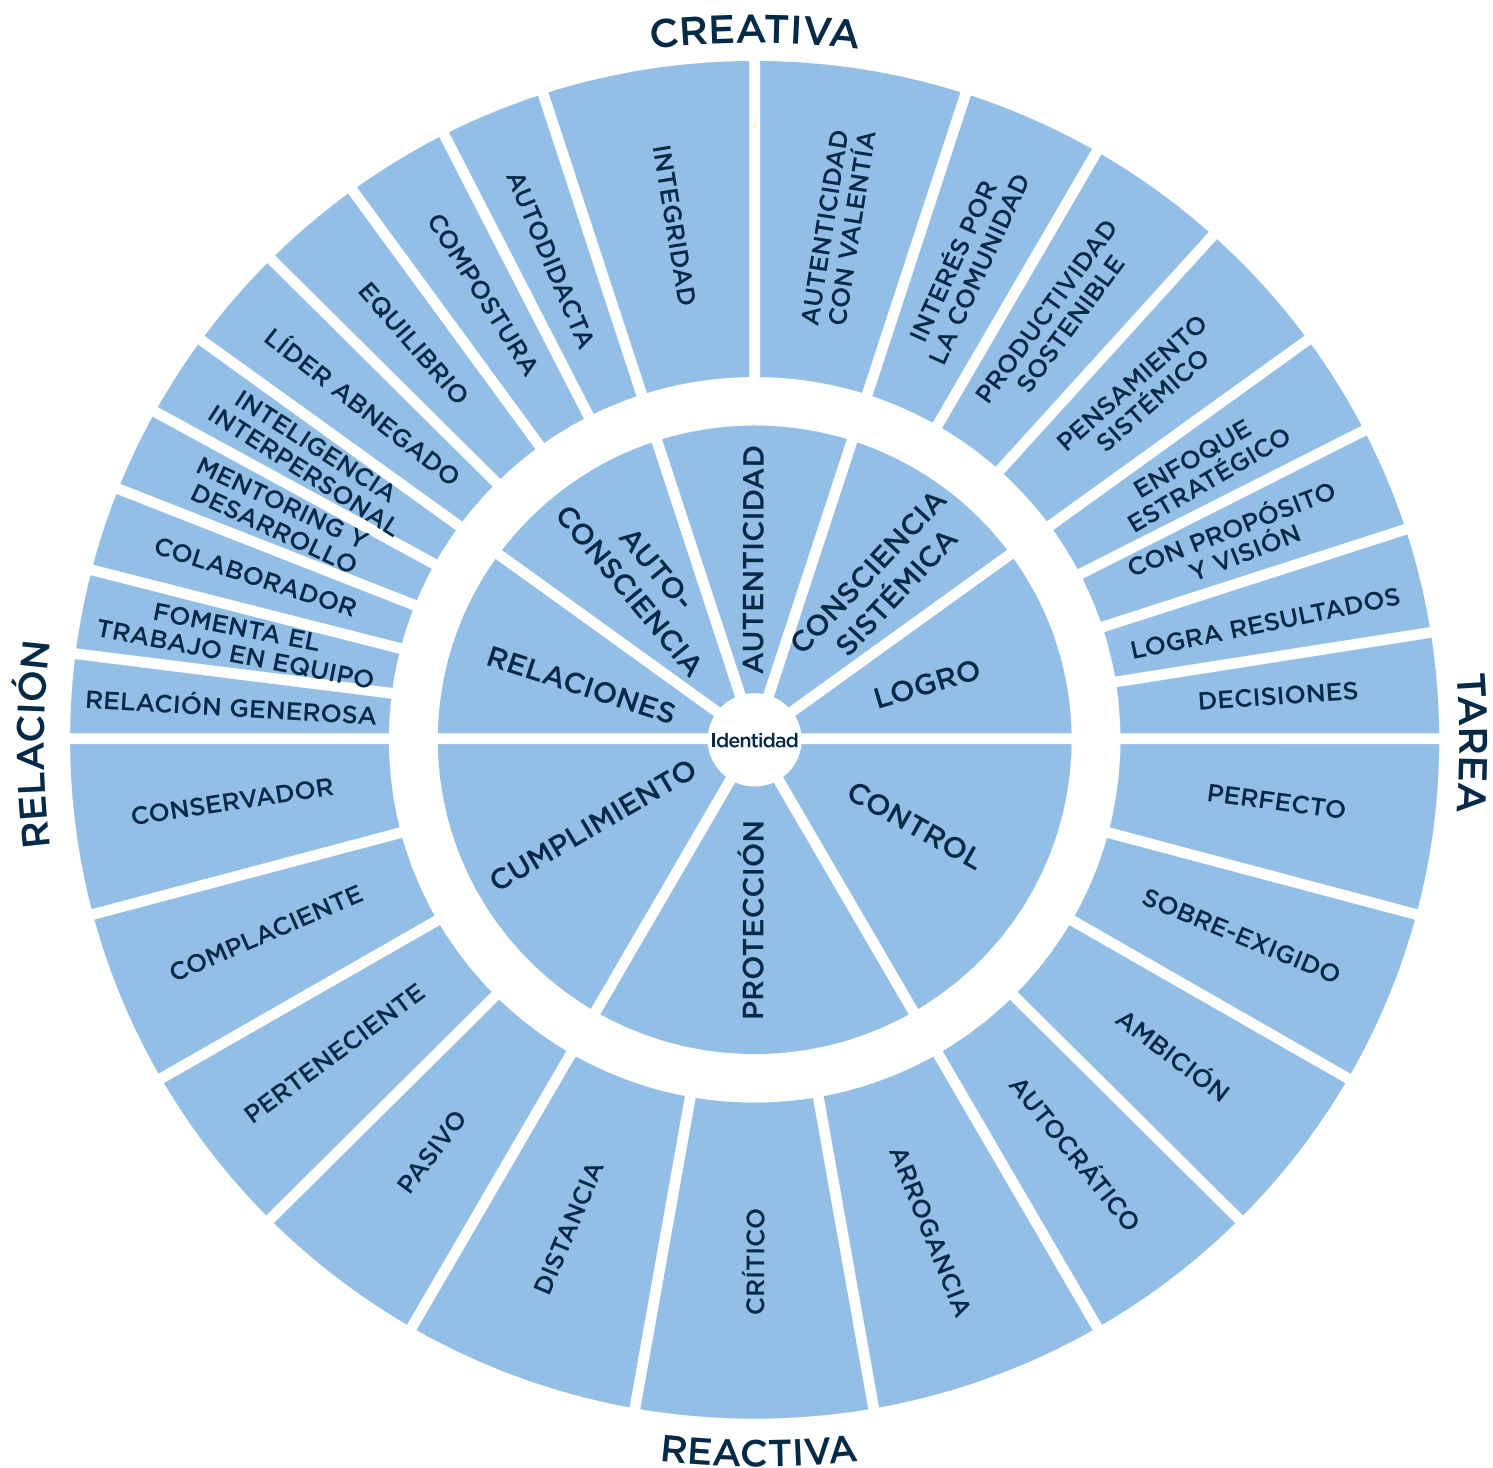 CREATIVA
INTEGRIDAD
AUTENTICIDAD
CON VALENTÍA
INTERÉS POR
LA COMUNIDAD
PRODUCTIVIDAD
SOSTENIBLE
PENSAMIENTO
SISTÉMICO
ENFOQUE
ESTRATÉGICO
CON PROPÓSITO
Y VISIÓN
LOGRA RESULTADOS
DECISIONES
TAREA
PERFECTO
SOBRE-EXIGIDO
AMBICIÓN
AUTOCRÁTICO
ARROGANCIA
CRÍTICO
DISTANCIA
PASIVO
PERTENECIENTE
COMPLACIENTE
CONSERVADOR
RELACIÓN
RELACIÓN GENEROSA
FOMENTA EL
TRABAJO EN EQUIPO
COLABORADOR
MENTORING Y
DESARROLLO
INTELIGENCIA
INTERPERSONAL
LÍDER ABNEGADO
EQUILIBRIO
COMPOSTURA
AUTODIDACTA
AUTENTICIDAD
CONSCIENCIA
SISTÉMICA
LOGRO
CONTROL
PROTECCIÓN
CUMPLIMIENTO
RELACIONES
AUTO-
CONSCIENCIA
Identidad
REACTIVA